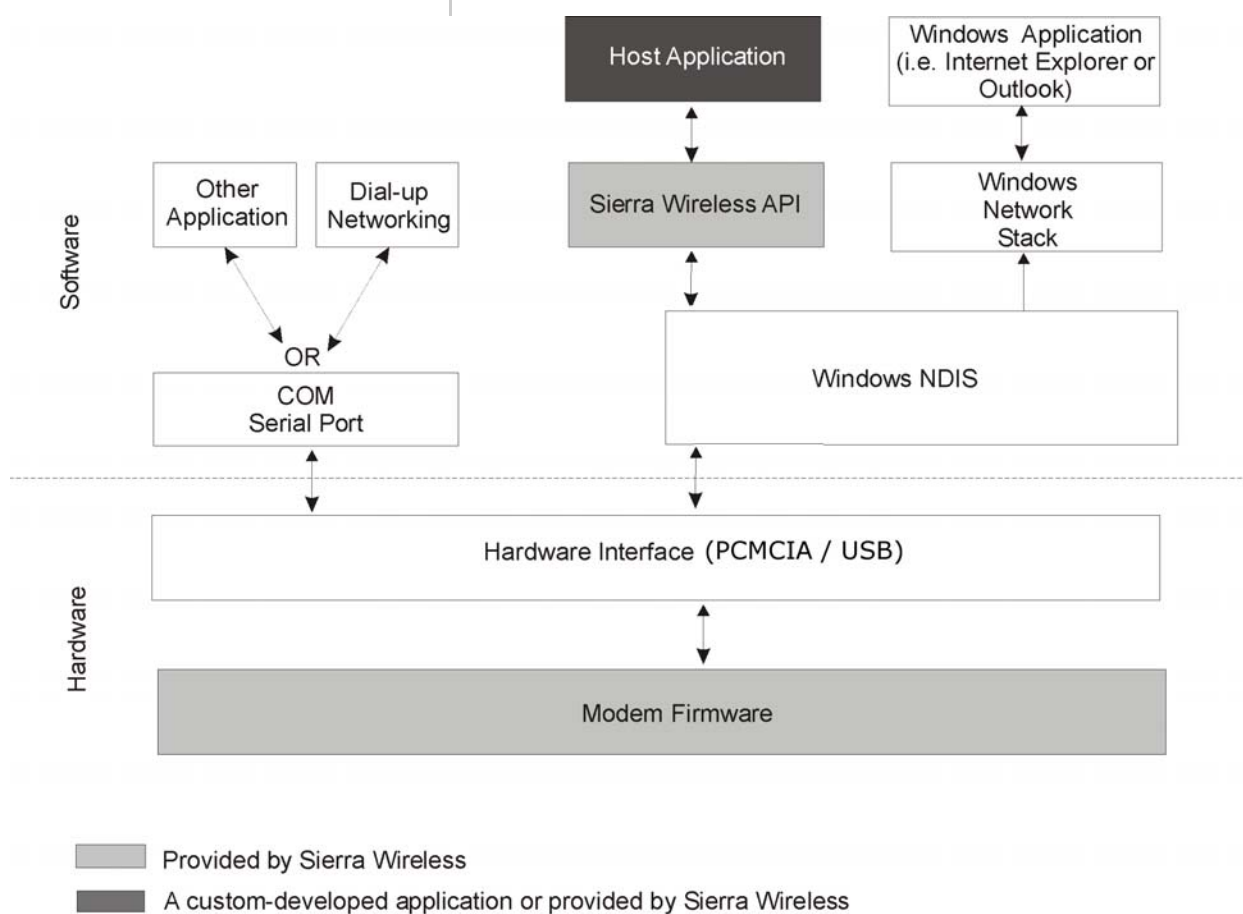 Host Application
Windows Application
(i.e. Internet Explorer or
Outlook)
Other
Application
Dial-up
Networking
Sierra Wireless API
Windows
Network
Stack
Software
OR
COM
Serial Port
Windows NDIS
Hardware Interface (PCMCIA / USB)
Hardware
Modem Firmware
Provided by Sierra Wireless
A custom-developed application or provided by Sierra Wireless